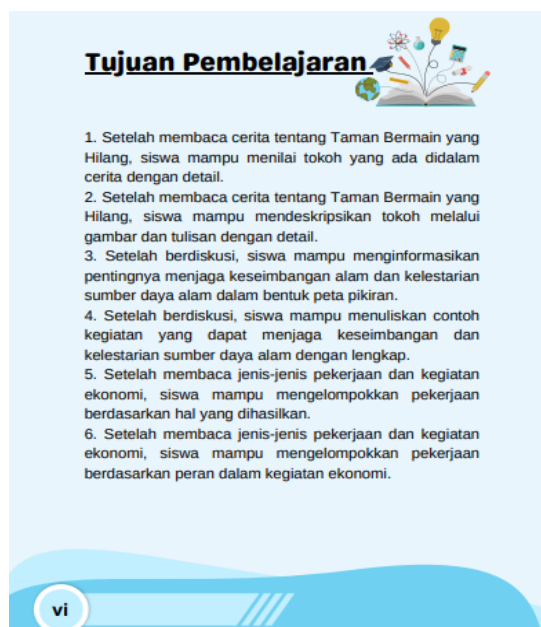 Tujuan Pembelajaran
1. Setelah membaca cerita tentang Taman Bermain yang
Hilang, siswa mampu menilai tokoh yang ada didalam
cerita dengan detail.
2. Setelah membaca cerita tentang Taman Bermain yang
Hilang, siswa mampu mendeskripsikan tokoh melalui
gambar dan tulisan dengan detail.
3. Setelah berdiskusi, siswa mampu menginformasikan
pentingnya menjaga keseimbangan alam dan kelestarian
sumber daya alam dalam bentuk peta pikiran.
4. Setelah berdiskusi, siswa mampu menuliskan contoh
kegiatan yang dapat menjaga keseimbangan dan
kelestarian sumber daya alam dengan lengkap.
5. Setelah membaca jenis-jenis pekerjaan dan kegiatan
ekonomi, siswa mampu mengelompokkan pekerjaan
berdasarkan hal yang dihasilkan.
6. Setelah membaca jenis-jenis pekerjaan dan kegiatan
ekonomi, siswa mampu mengelompokkan pekerjaan
berdasarkan peran dalam kegiatan ekonomi.
vi